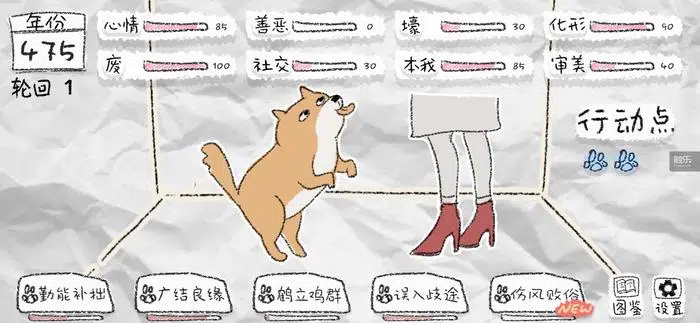 年份
475
轮回 1
心情 85
善恶 0
壕 30
化形 90
废 100
社交 30
本我 85
审美 40
行动点
触乐
勤能补拙
广结良缘
鹤立鸡群
误入歧途
伤风败俗
NEW
图鉴
设置